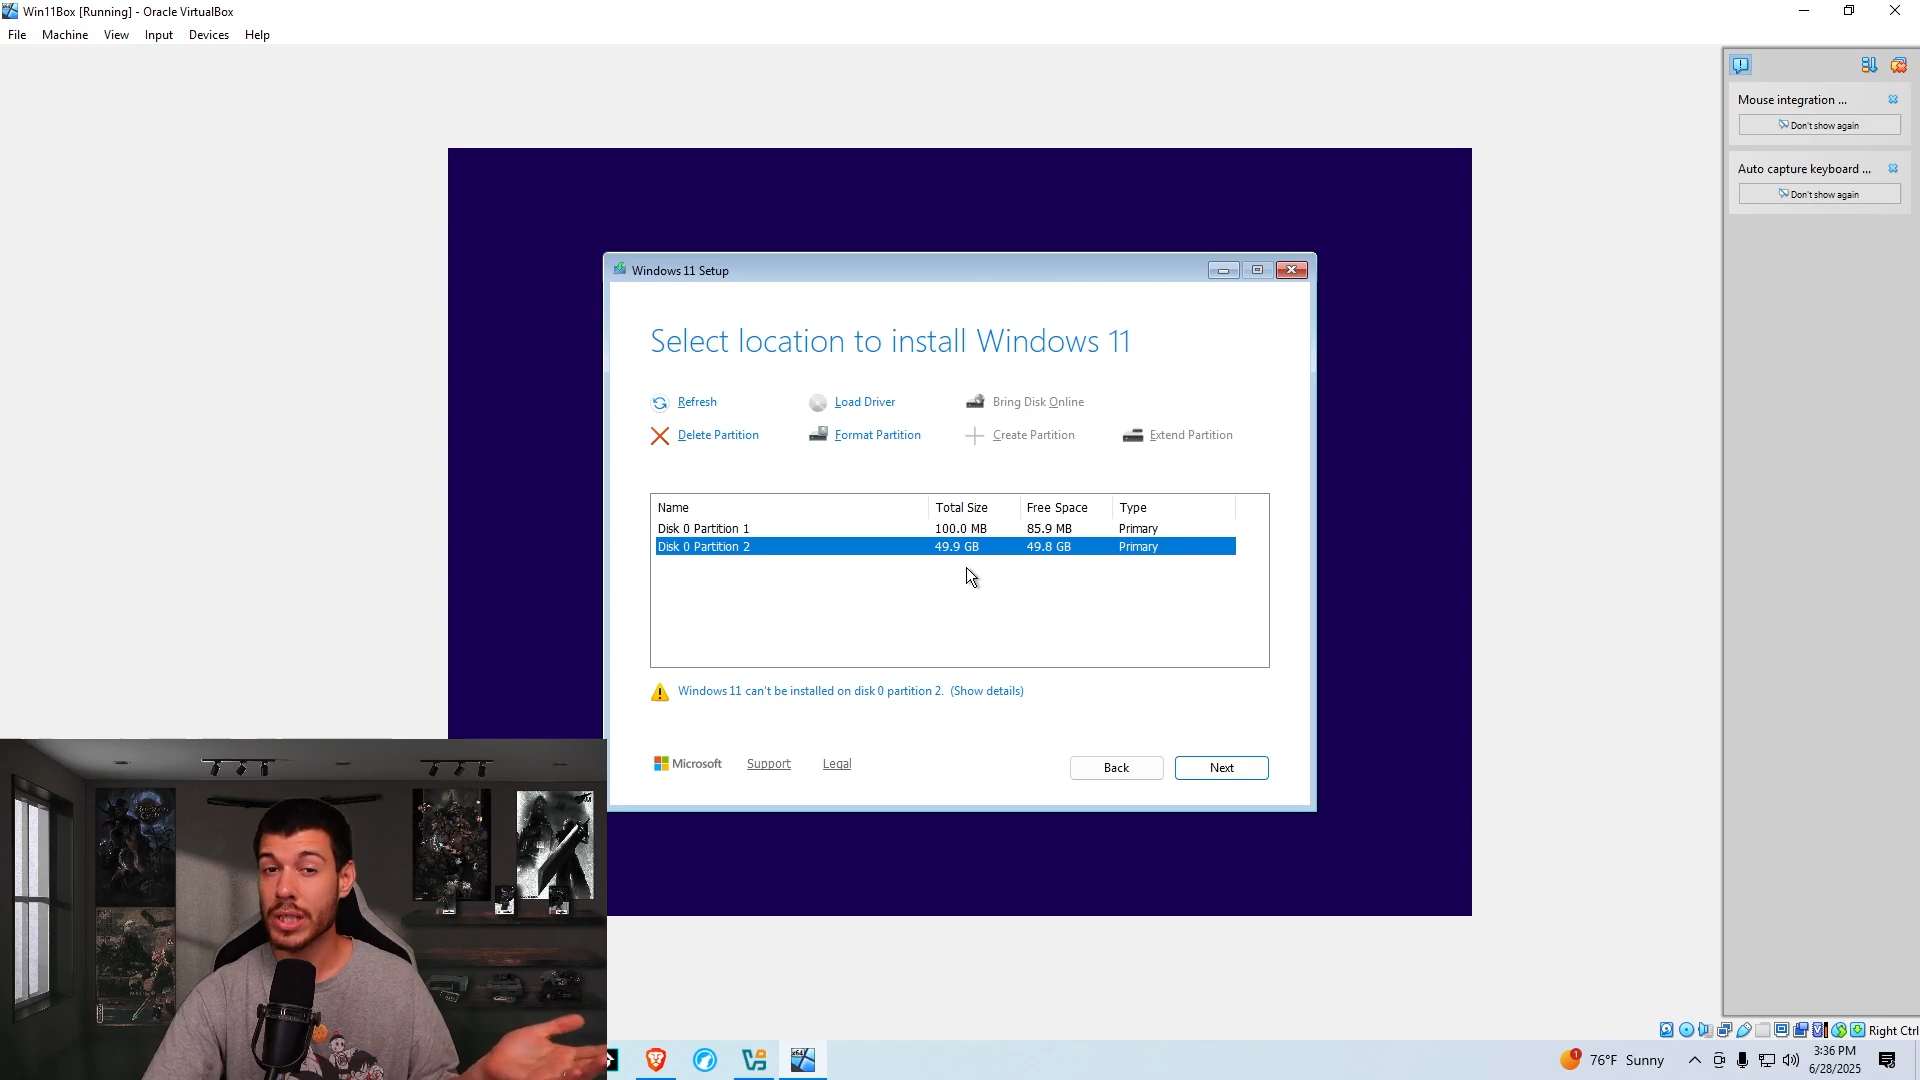 Win11Box [Running] - Oracle VirtualBox
File Machine View Input Devices Help
Mouse integration ...
Don't show again
Auto capture keyboard ...
Don't show again
Windows 11 Setup
Select location to install Windows 11
Refresh Load Driver Bring Disk Online
Delete Partition Format Partition Create Partition Extend Partition
Name Total Size Free Space Type
Disk 0 Partition 1 100.0 MB 85.9 MB Primary
Disk 0 Partition 2 49.9 GB 49.8 GB Primary
Windows 11 can't be installed on disk 0 partition 2. (Show details)
Microsoft Support Legal
Back Next
Right Ctrl
x64
1 76°F Sunny
3:36 PM
6/28/2025